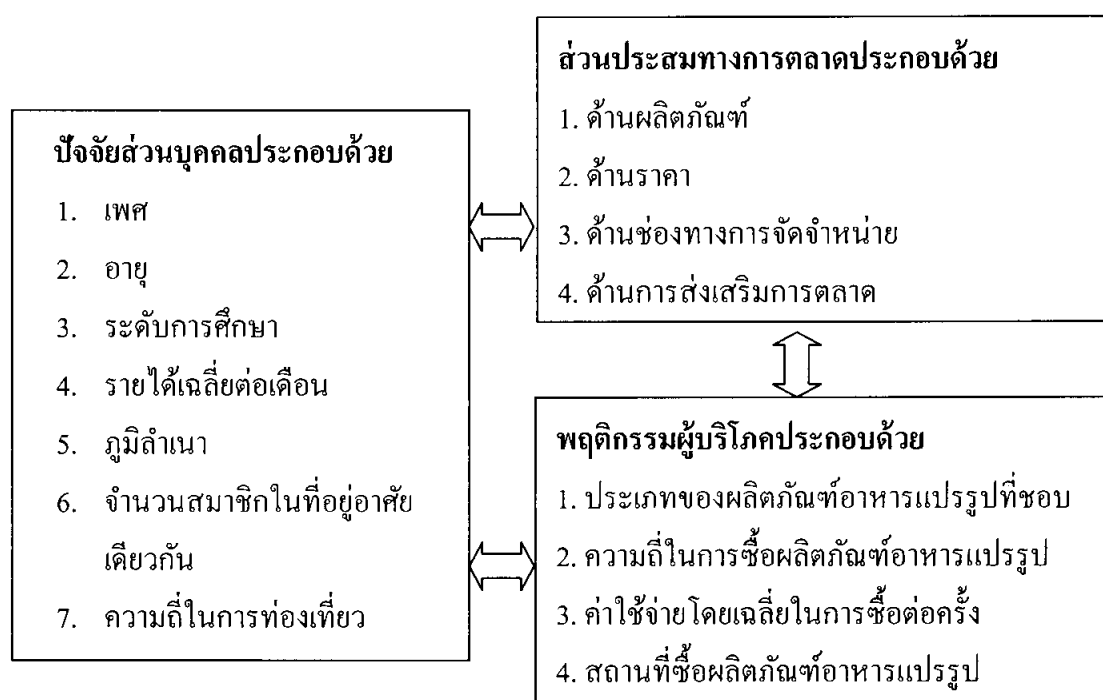 ปัจจัยส่วนบุคคลประกอบด้วย
1. เพศ
2. อายุ
3. ระดับการศึกษา
4. รายได้เฉลี่ยต่อเดือน
5. ภูมิลำเนา
6. จำนวนสมาชิกในที่อยู่อาศัย
เดียวกัน
7. ความถี่ในการท่องเที่ยว
ส่วนประสมทางการตลาดประกอบด้วย
1. ด้านผลิตภัณฑ์
2. ด้านราคา
3. ด้านช่องทางการจัดจำหน่าย
4. ด้านการส่งเสริมการตลาด
พฤติกรรมผู้บริโภคประกอบด้วย
1. ประเภทของผลิตภัณฑ์อาหารแปรรูปที่ชอบ
2. ความถี่ในการซื้อผลิตภัณฑ์อาหารแปรรูป
3. ค่าใช้จ่ายโดยเฉลี่ยในการซื้อต่อครั้ง
4. สถานที่ซื้อผลิตภัณฑ์อาหารแปรรูป